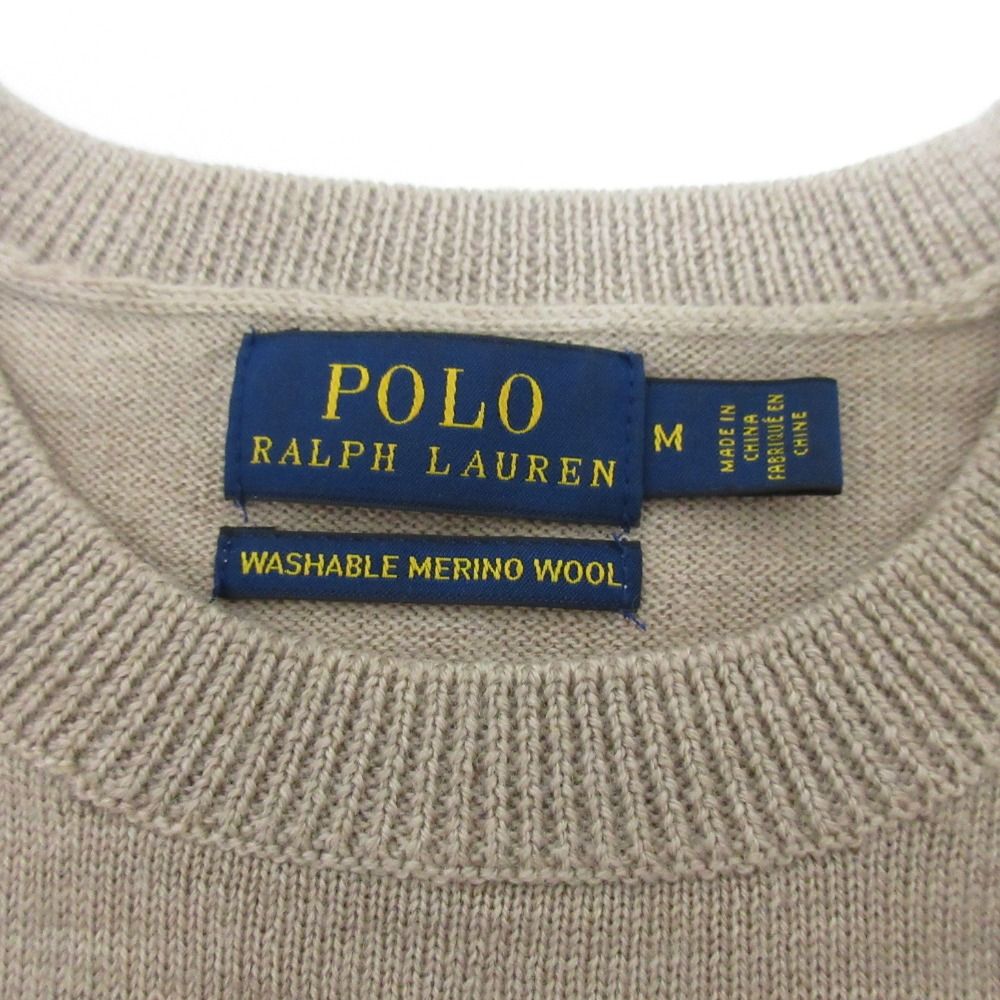 POLO
RALPH LAUREN
M
MADE IN
CHINA
FABRIQUÉ EN
CHINE
WASHABLE MERINO WOOL